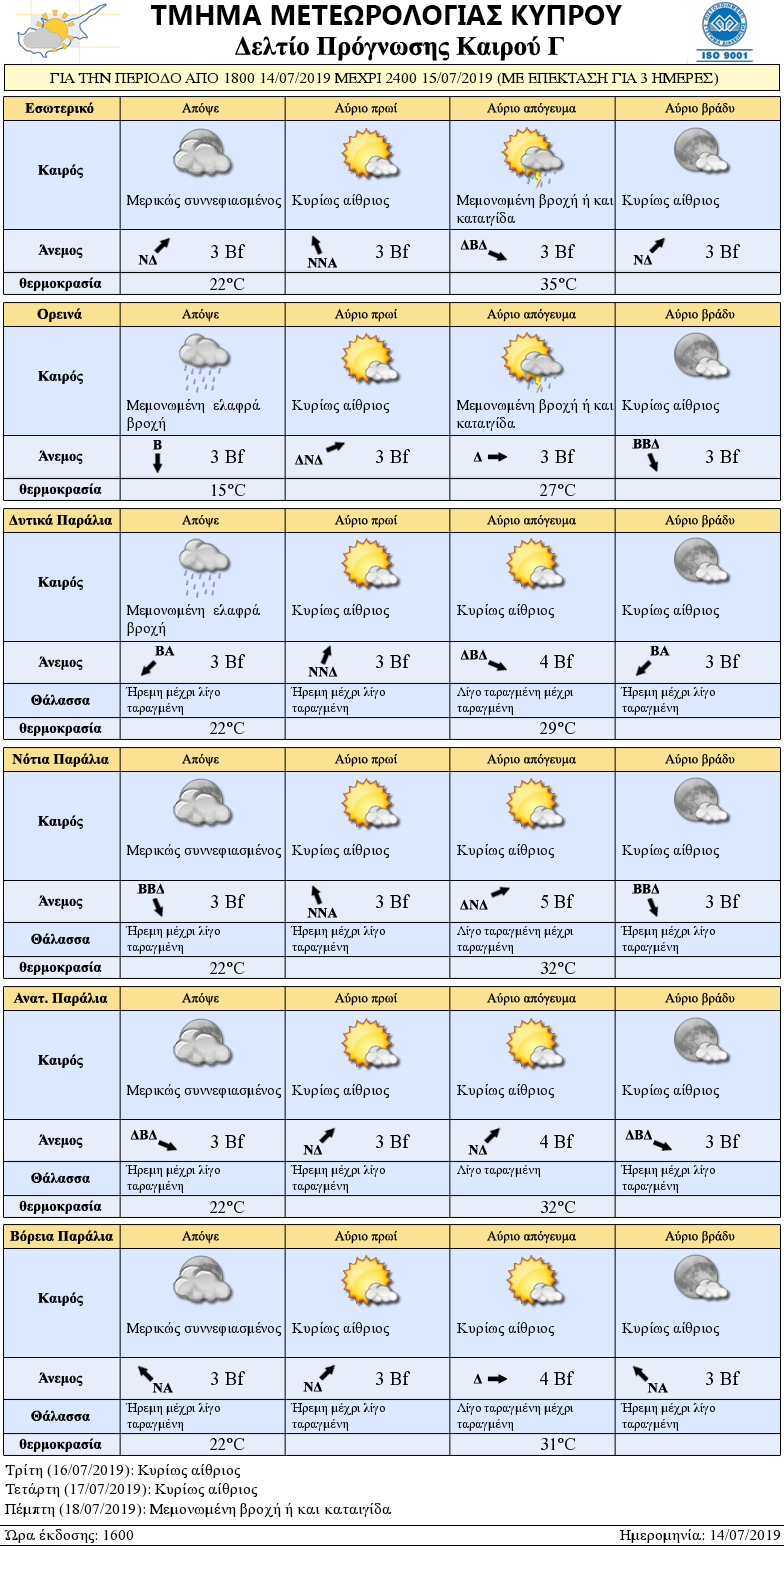 ΤΜΗΜΑ ΜΕΤΕΩΡΟΛΟΓΙΑΣ ΚΥΠΡΟΥ
Δελτίο Πρόγνωσης Καιρού Γ
ISO 9001
ΓΙΑ ΤΗΝ ΠΕΡΙΟΔΟ ΑΠΟ 1800 14/07/2019 ΜΕΧΡΙ 2400 15/07/2019 (ΜΕ ΕΠΕΚΤΑΣΗ ΓΙΑ 3 ΗΜΕΡΕΣ)
Εσωτερικό Απόψε Αύριο πρωί Αύριο απόγευμα Αύριο βράδυ
Καιρός
Μερικώς συννεφιασμένος Κυρίως αίθριος Μεμονωμένη βροχή ή και Κυρίως αίθριος
καταιγίδα
Άνεμος ΝΔ 3 Bf ΝΝΑ 3 Bf ΔΒΔ 3 Bf ΝΔ 3 Bf
θερμοκρασία 22°C 35°C
Ορεινά Απόψε Αύριο πρωί Αύριο απόγευμα Αύριο βράδυ
Καιρός
Μεμονωμένη ελαφρά Κυρίως αίθριος Μεμονωμένη βροχή ή και Κυρίως αίθριος
βροχή καταιγίδα
Άνεμος Β 3 Bf ΔΝΔ 3 Bf Δ 3 Bf ΒΒΔ 3 Bf
θερμοκρασία 15°C 27°C
Δυτικά Παράλια Απόψε Αύριο πρωί Αύριο απόγευμα Αύριο βράδυ
Καιρός
Μεμονωμένη ελαφρά Κυρίως αίθριος Κυρίως αίθριος Κυρίως αίθριος
βροχή
Άνεμος ΒΑ 3 Bf ΝΝΔ 3 Bf ΔΒΔ 4 Bf ΒΑ 3 Bf
Θάλασσα Ήρεμη μέχρι λίγο Ήρεμη μέχρι λίγο Λίγο ταραγμένη μέχρι Ήρεμη μέχρι λίγο
ταραγμένη ταραγμένη ταραγμένη ταραγμένη
θερμοκρασία 22°C 29°C
Νότια Παράλια Απόψε Αύριο πρωί Αύριο απόγευμα Αύριο βράδυ
Καιρός
Μερικώς συννεφιασμένος Κυρίως αίθριος Κυρίως αίθριος Κυρίως αίθριος
Άνεμος ΒΒΔ 3 Bf ΝΝΑ 3 Bf ΔΝΔ 5 Bf ΒΒΔ 3 Bf
Θάλασσα Ήρεμη μέχρι λίγο Ήρεμη μέχρι λίγο Λίγο ταραγμένη μέχρι Ήρεμη μέχρι λίγο
ταραγμένη ταραγμένη ταραγμένη ταραγμένη
θερμοκρασία 22°C 32°C
Ανατ. Παράλια Απόψε Αύριο πρωί Αύριο απόγευμα Αύριο βράδυ
Καιρός
Μερικώς συννεφιασμένος Κυρίως αίθριος Κυρίως αίθριος Κυρίως αίθριος
Άνεμος ΔΒΔ 3 Bf ΝΔ 3 Bf ΝΔ 4 Bf ΔΒΔ 3 Bf
Θάλασσα Ήρεμη μέχρι λίγο Ήρεμη μέχρι λίγο Λίγο ταραγμένη Ήρεμη μέχρι λίγο
ταραγμένη ταραγμένη ταραγμένη
θερμοκρασία 22°C 32°C
Βόρεια Παράλια Απόψε Αύριο πρωί Αύριο απόγευμα Αύριο βράδυ
Καιρός
Μερικώς συννεφιασμένος Κυρίως αίθριος Κυρίως αίθριος Κυρίως αίθριος
Άνεμος ΝΑ 3 Bf ΝΔ 3 Bf Δ 4 Bf ΝΑ 3 Bf
Θάλασσα Ήρεμη μέχρι λίγο Ήρεμη μέχρι λίγο Λίγο ταραγμένη μέχρι Ήρεμη μέχρι λίγο
ταραγμένη ταραγμένη ταραγμένη ταραγμένη
θερμοκρασία 22°C 31°C
Τρίτη (16/07/2019): Κυρίως αίθριος
Τετάρτη (17/07/2019): Κυρίως αίθριος
Πέμπτη (18/07/2019): Μεμονωμένη βροχή ή και καταιγίδα
Ώρα έκδοσης: 1600 Ημερομηνία: 14/07/2019